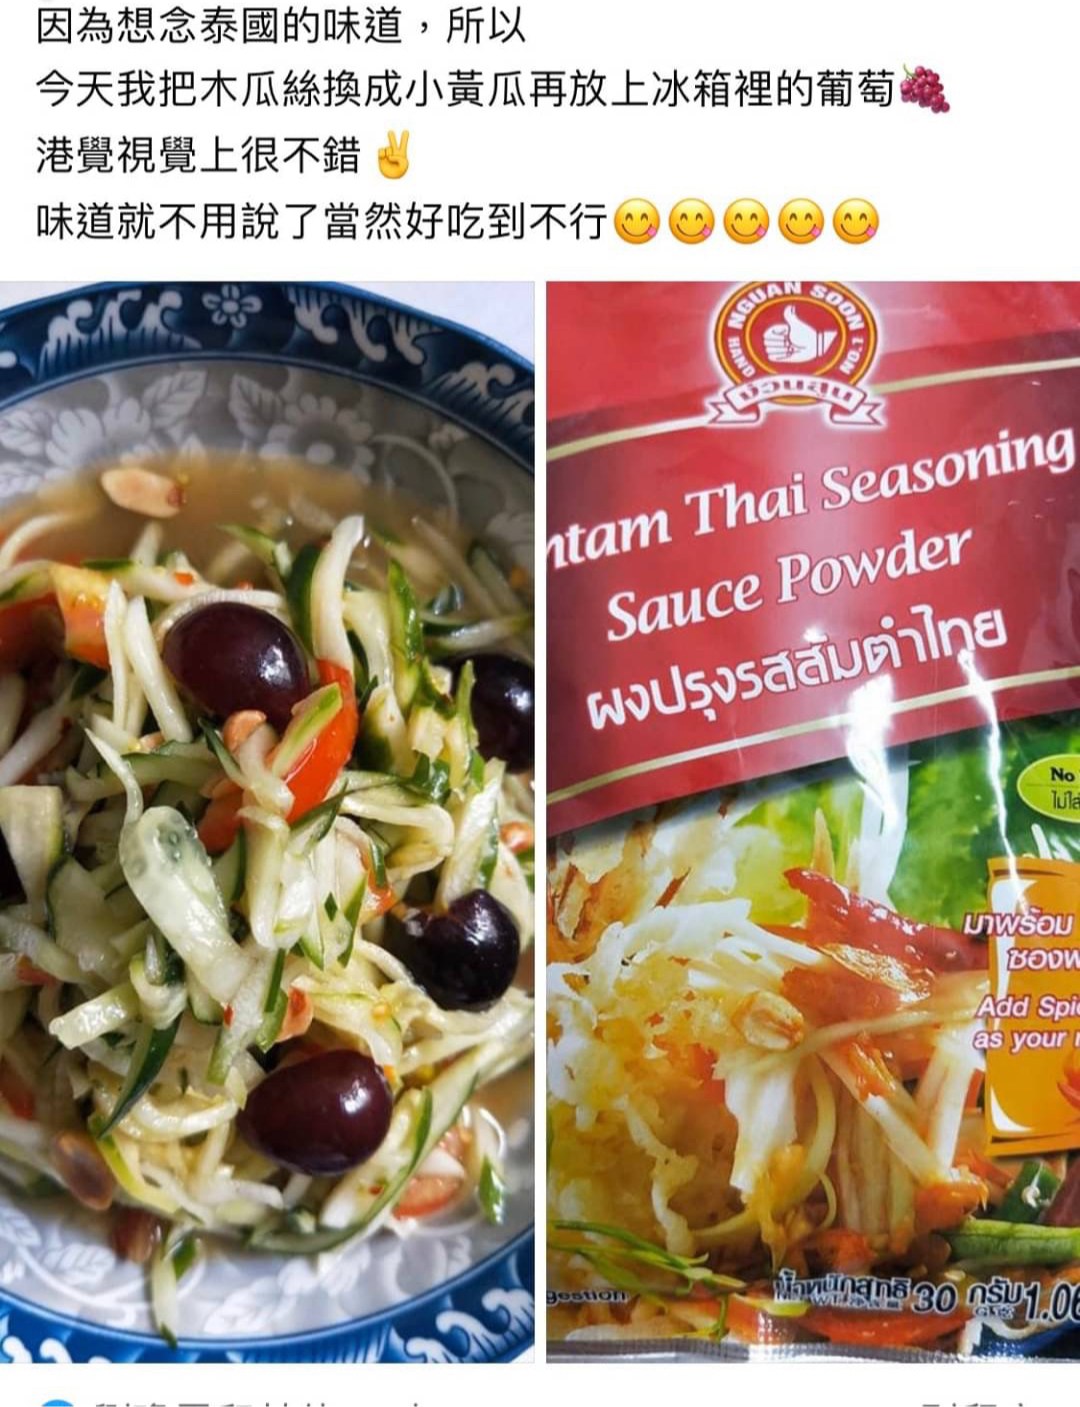 因為想念泰國的味道，所以
今天我把木瓜絲換成小黃瓜再放上冰箱裡的葡萄🍇
港覺視覺上很不錯✌
味道就不用說了當然好吃到不行😋😋😋😋😋
NGUAN SOON
HAND NO.1
ง่วนสูน
ntam Thai Seasoning
Sauce Powder
ผงปรุงรสส้มตำไทย
No
ไม่ใส่
มาพร้อม
ซองพ
Add Spic
as your
gestion
น้ำหนักสุทธิ 30 กรัม 1.06